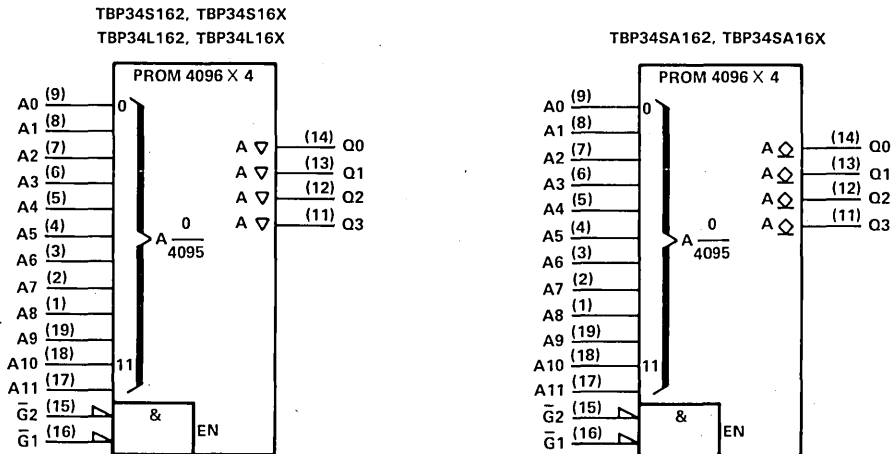 TBP34S162, TBP34S16X
TBP34L162, TBP34L16X
PROM 4096 X 4
A0 (9)
A1 (8)
A2 (7)
A3 (6)
A4 (5)
A5 (4)
A6 (3)
A7 (2)
A8 (1)
A9 (19)
A10 (18)
A11 (17)
G̅2 (15)
G̅1 (16)
0
11
A 0/4095
A ▽ (14) Q0
A ▽ (13) Q1
A ▽ (12) Q2
A ▽ (11) Q3
&
EN
TBP34SA162, TBP34SA16X
PROM 4096 X 4
A0 (9)
A1 (8)
A2 (7)
A3 (6)
A4 (5)
A5 (4)
A6 (3)
A7 (2)
A8 (1)
A9 (19)
A10 (18)
A11 (17)
G̅2 (15)
G̅1 (16)
0
11
A 0/4095
A ◇ (14) Q0
A ◇ (13) Q1
A ◇ (12) Q2
A ◇ (11) Q3
&
EN